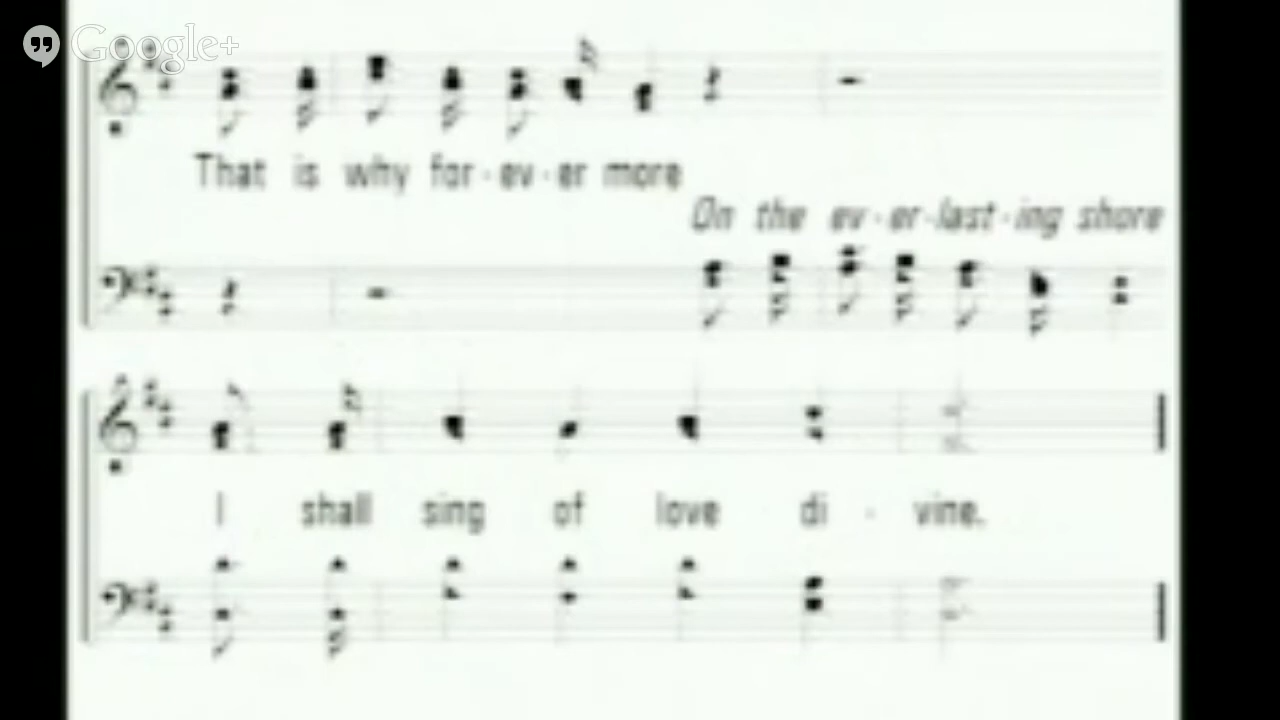 Google+
That is why for-ev-er more
On the ev-er-last-ing shore
I shall sing of love di-vine.